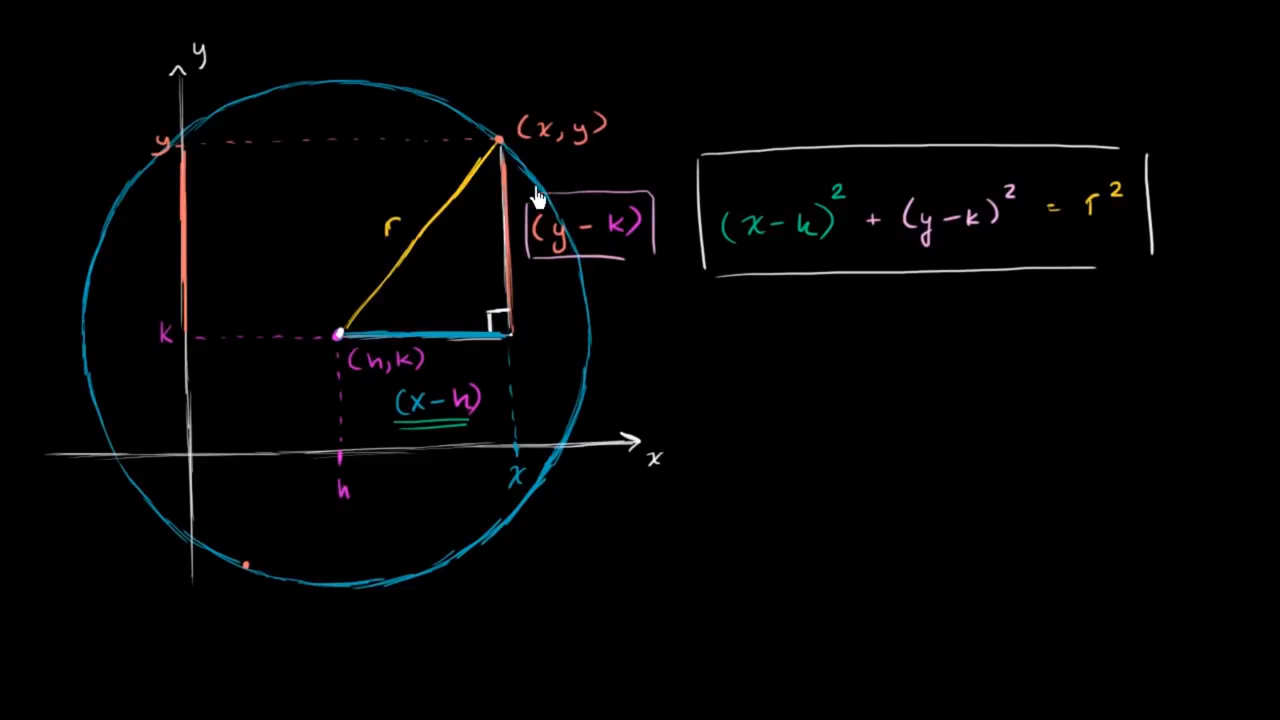 y
y
(x, y)
r
(y - k)
(x - h)² + (y - k)² = r²
k
(h, k)
(x - h)
x
h
x